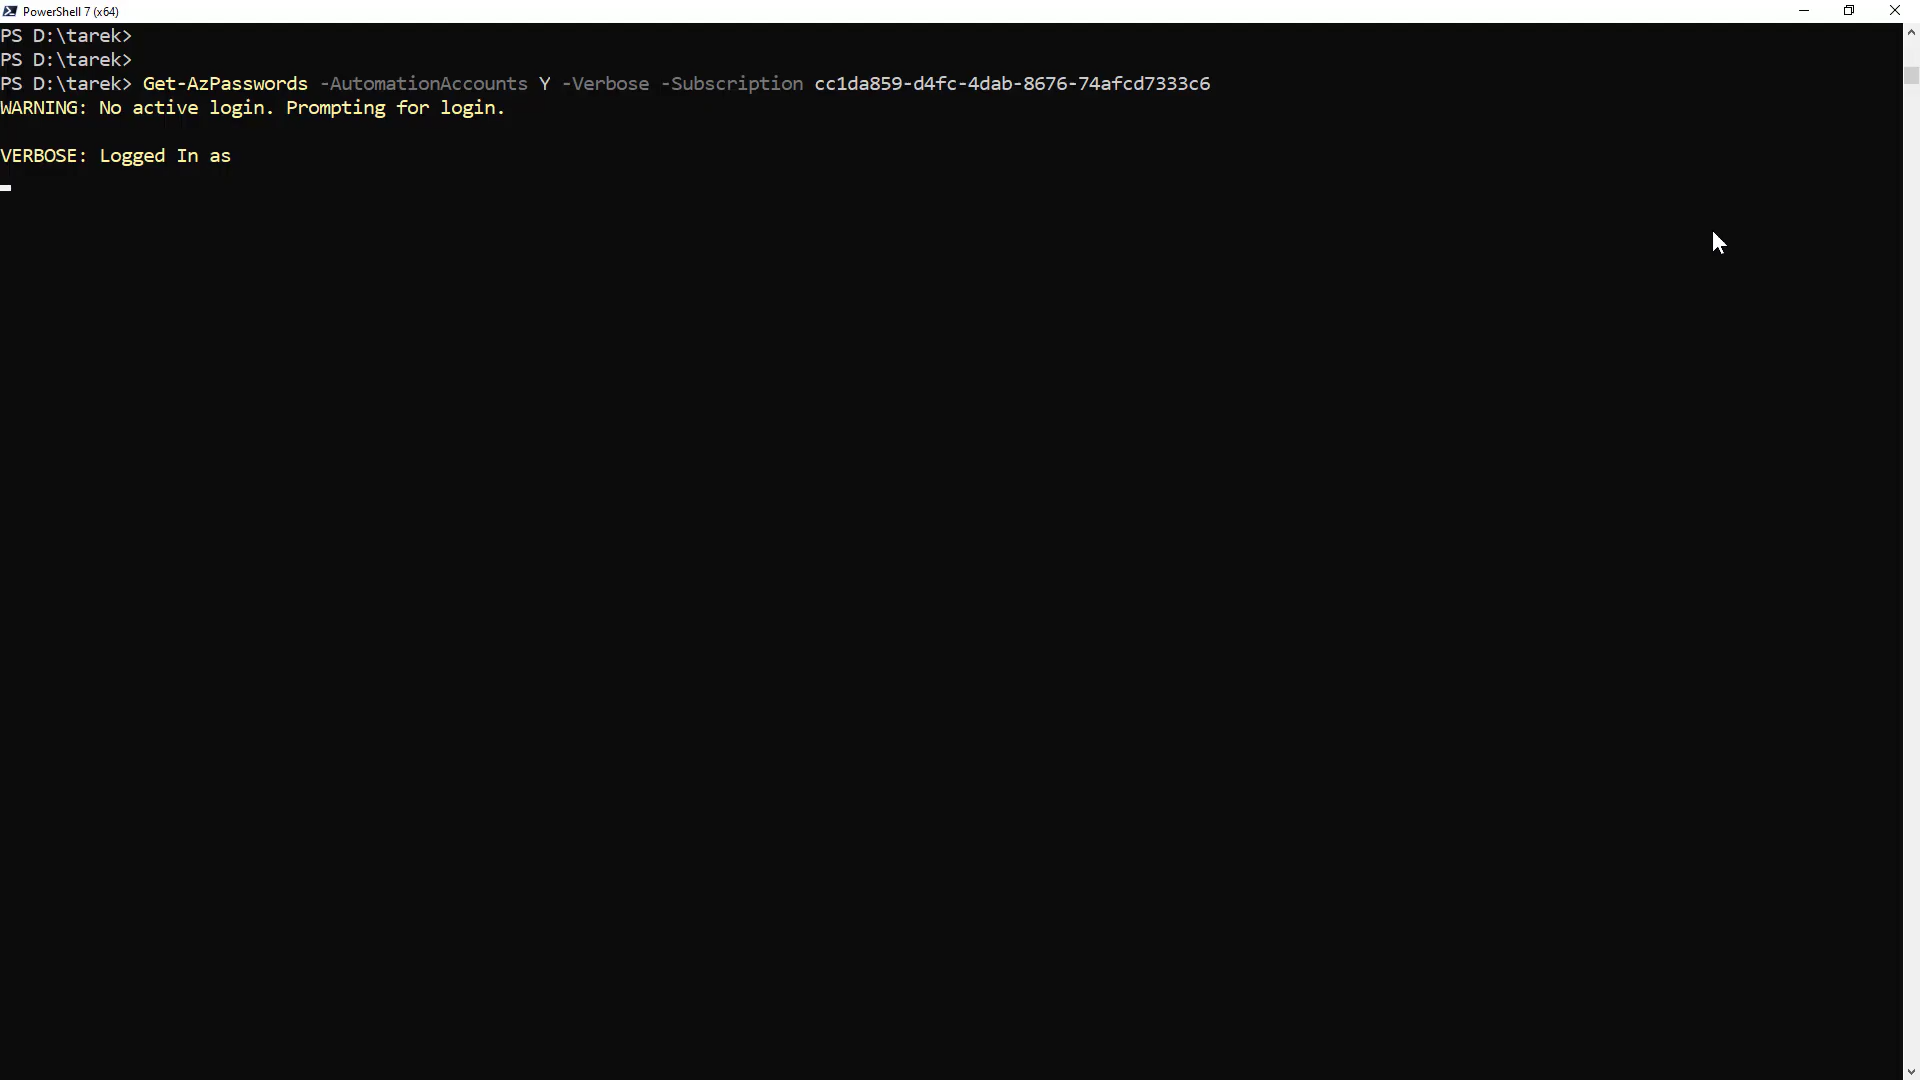 PowerShell 7 (x64)
PS D:\tarek>
PS D:\tarek>
PS D:\tarek> Get-AzPasswords -AutomationAccounts Y -Verbose -Subscription cc1da859-d4fc-4dab-8676-74afcd7333c6
WARNING: No active login. Prompting for login.
VERBOSE: Logged In as